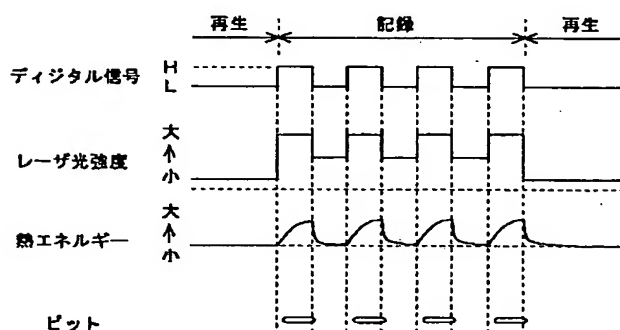 再生 記録 再生
ディジタル信号 H L
レーザ光強度 大 小
熱エネルギー 大 小
ピット